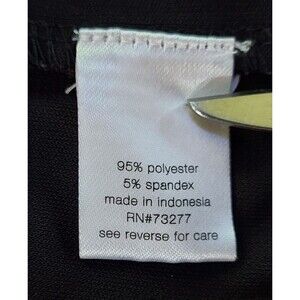 95% polyester
5% spandex
made in indonesia
RN#73277
see reverse for care